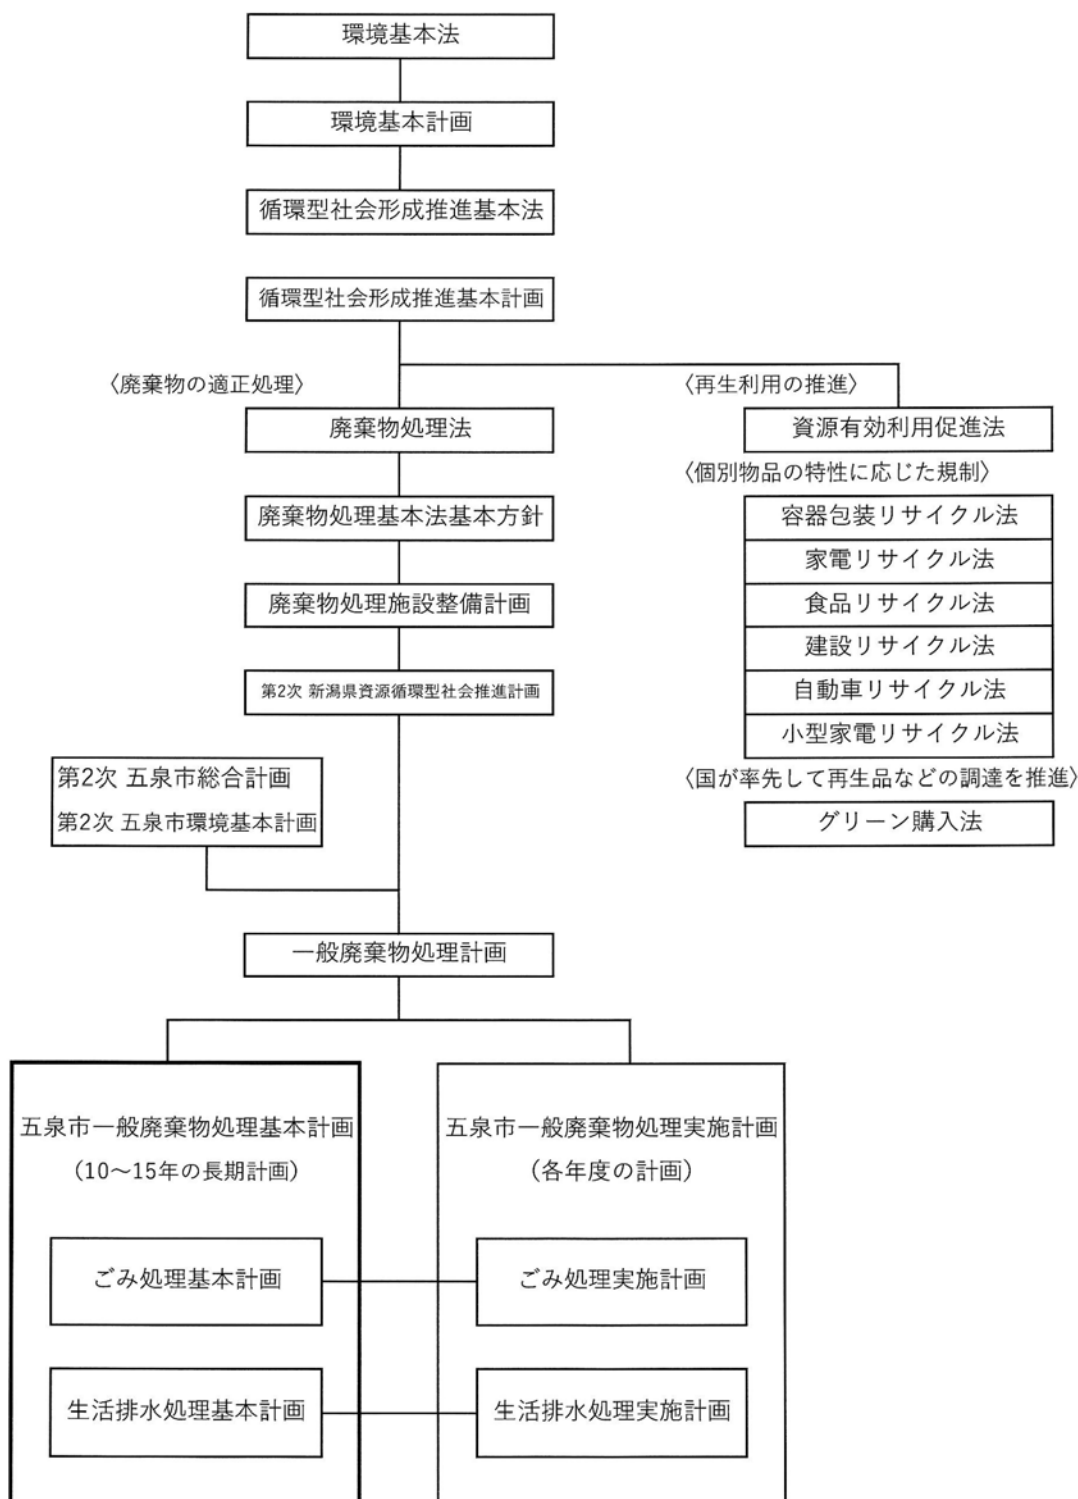 環境基本法
環境基本計画
循環型社会形成推進基本法
循環型社会形成推進基本計画
〈廃棄物の適正処理〉
〈再生利用の推進〉
廃棄物処理法
資源有効利用促進法
〈個別物品の特性に応じた規制〉
廃棄物処理基本法基本方針
容器包装リサイクル法
家電リサイクル法
廃棄物処理施設整備計画
食品リサイクル法
建設リサイクル法
第2次 新潟県資源循環型社会推進計画
自動車リサイクル法
小型家電リサイクル法
第2次 五泉市総合計画
第2次 五泉市環境基本計画
〈国が率先して再生品などの調達を推進〉
グリーン購入法
一般廃棄物処理計画
五泉市一般廃棄物処理基本計画
（10～15年の長期計画）
五泉市一般廃棄物処理実施計画
（各年度の計画）
ごみ処理基本計画
ごみ処理実施計画
生活排水処理基本計画
生活排水処理実施計画